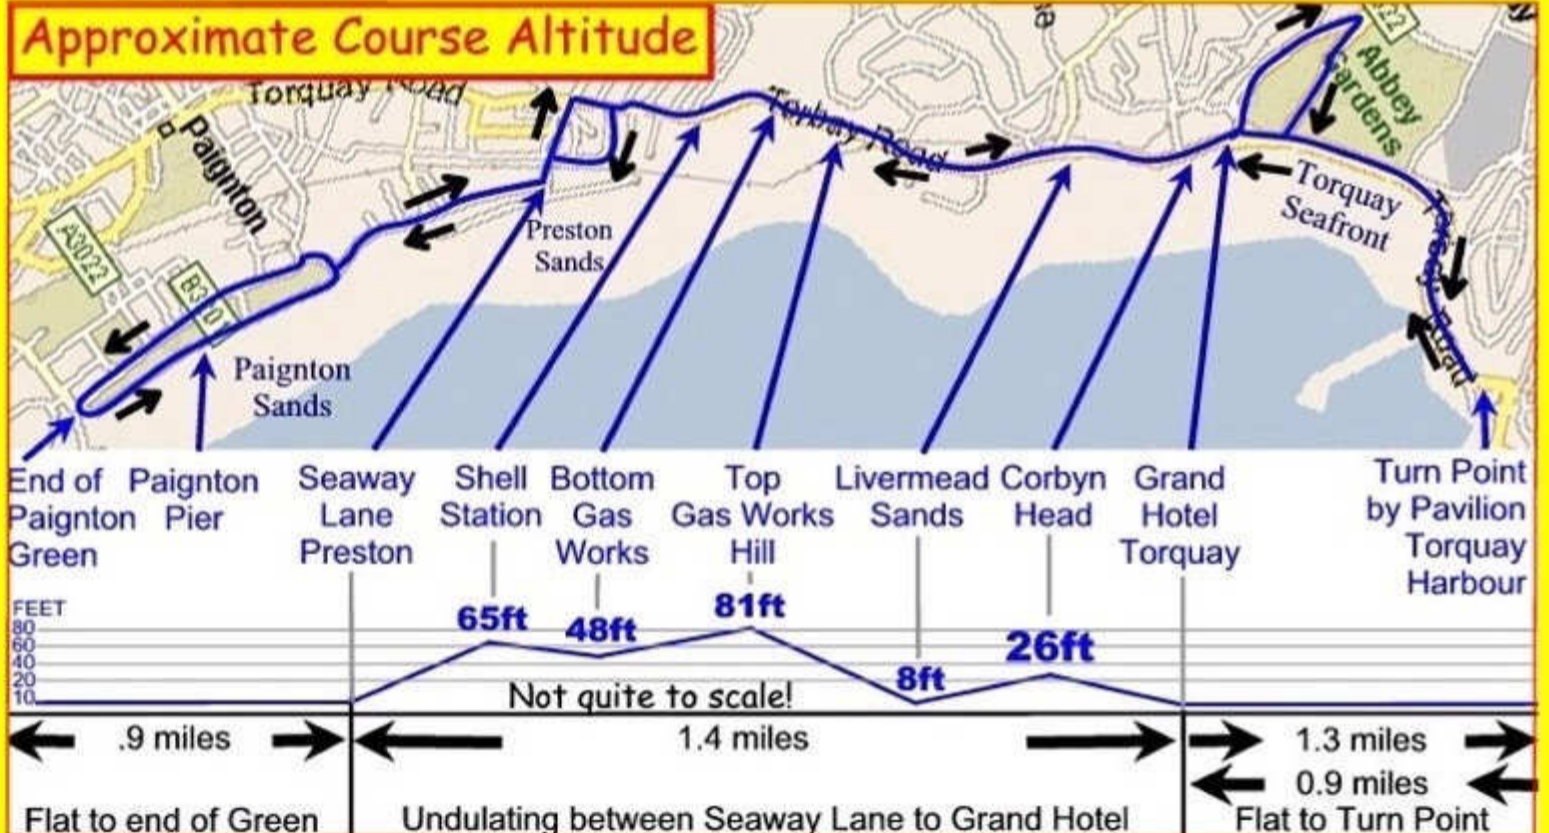 Approximate Course Altitude
Torquay Road
Paignton
A3022
Preston
Sands
Torbay Road
Abbey
Gardens
Torquay
Seafront
Paignton
Sands
End of
Paignton
Green
Paignton
Pier
Seaway
Lane
Preston
Shell
Station
Bottom
Gas
Works
Top
Gas Works
Hill
Livermead
Sands
Corbyn
Head
Grand
Hotel
Torquay
Turn Point
by Pavilion
Torquay
Harbour
FEET
80
60
40
20
10
65ft
48ft
81ft
8ft
26ft
Not quite to scale!
.9 miles
1.4 miles
1.3 miles
0.9 miles
Flat to end of Green
Undulating between Seaway Lane to Grand Hotel
Flat to Turn Point